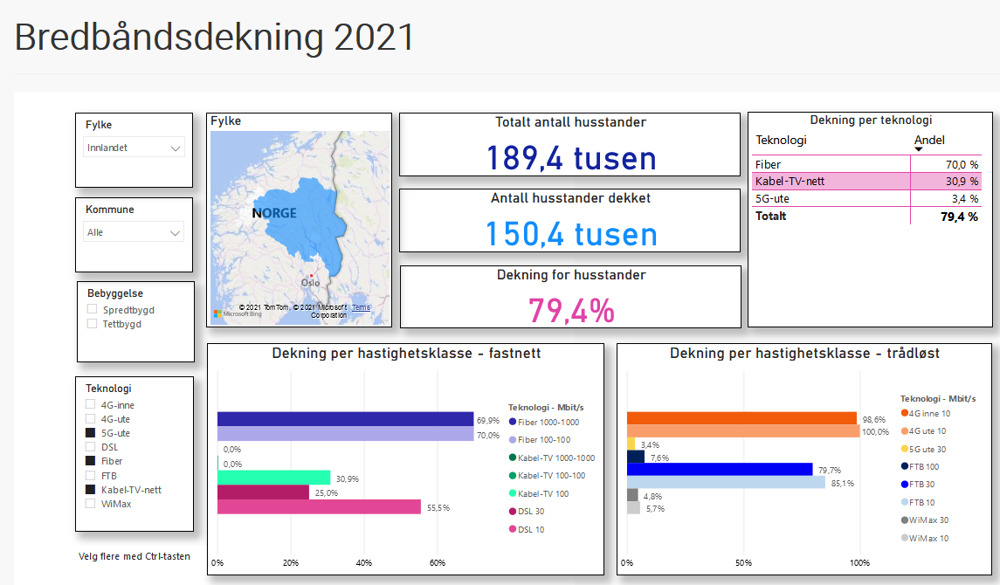 Bredbåndsdekning 2021
Fylke
Innlandet
Kommune
Alle
Bebyggelse
Spredtbygd
Tettbygd
Teknologi
4G-inne
4G-ute
5G-ute
DSL
Fiber
FTB
Kabel-TV-nett
WiMax
Velg flere med Ctrl-tasten
Fylke
NORGE
Oslo
© 2021 TomTom, © 2021 Microsoft Corporation Terms
Microsoft Bing
Totalt antall husstander
189,4 tusen
Antall husstander dekket
150,4 tusen
Dekning for husstander
79,4%
Dekning per teknologi
Teknologi Andel
Fiber 70,0 %
Kabel-TV-nett 30,9 %
5G-ute 3,4 %
Totalt 79,4 %
Dekning per hastighetsklasse - fastnett
69,9%
70,0%
0,0%
0,0%
30,9%
25,0%
55,5%
0% 20% 40% 60%
Teknologi - Mbit/s
Fiber 1000-1000
Fiber 100-100
Kabel-TV 1000-1000
Kabel-TV 100-100
Kabel-TV 100
DSL 30
DSL 10
Dekning per hastighetsklasse - trådløst
98,6%
100,0%
3,4%
7,6%
79,7%
85,1%
4,8%
5,7%
0% 50% 100%
Teknologi - Mbit/s
4G inne 10
4G ute 10
5G ute 30
FTB 100
FTB 30
FTB 10
WiMax 30
WiMax 10